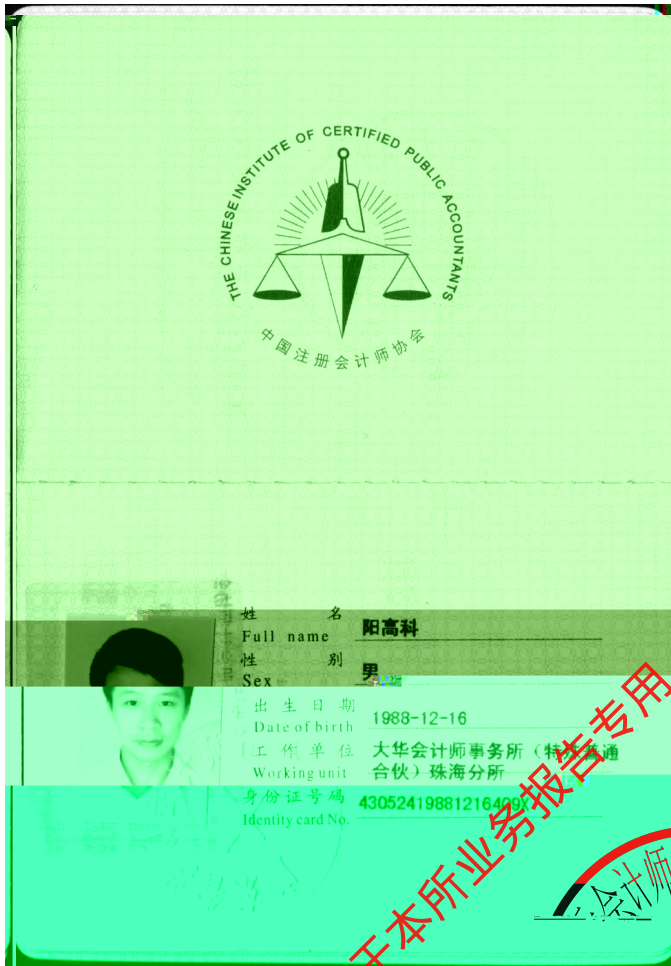 THE CHINESE INSTITUTE OF CERTIFIED PUBLIC ACCOUNTANTS
中国注册会计师协会
姓 名
Full name
阳高科
性 别
Sex
男
出生日期
Date of birth
1988-12-16
工作单位
Working unit
大华会计师事务所（特殊普通
合伙）珠海分所
身份证号码
Identity card No.
43052419881216409X
于本所业务报告专用
会计师